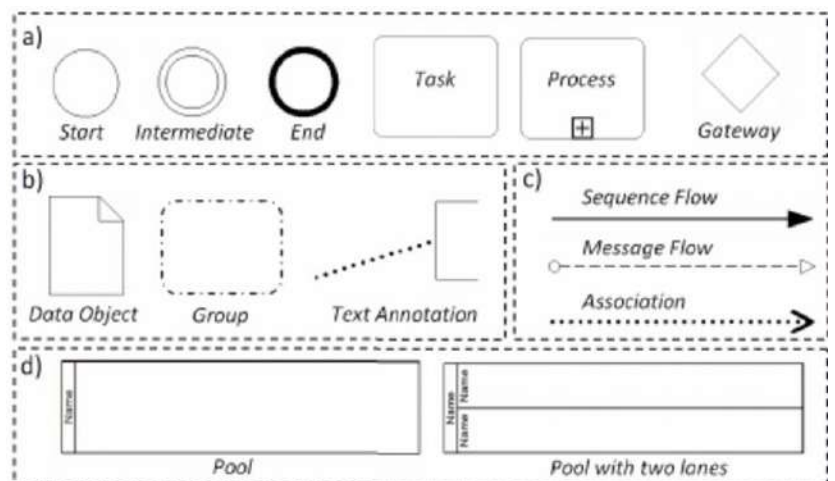 a)
Task
Process
Start
Intermediate
End
Gateway
b)
Data Object
Group
Text Annotation
c)
Sequence Flow
Message Flow
Association
d)
Name
Pool
Name
Name
Name
Pool with two lanes